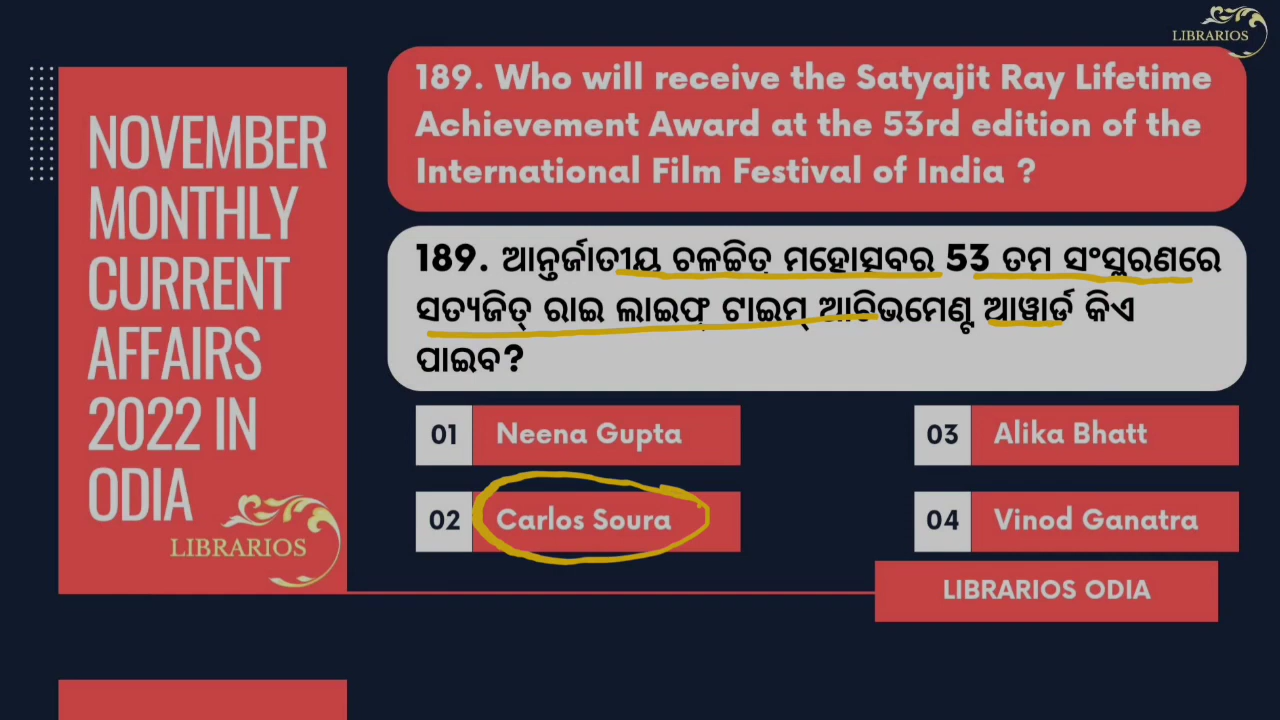 LIBRARIOS
NOVEMBER
MONTHLY
CURRENT
AFFAIRS
2022 IN
ODIA
LIBRARIOS
189. Who will receive the Satyajit Ray Lifetime
Achievement Award at the 53rd edition of the
International Film Festival of India ?
189. ଆନ୍ତର୍ଜାତୀୟ ଚଳଚ୍ଚିତ୍ର ମହୋତ୍ସବର 53 ତମ ସଂସ୍କରଣରେ
ସତ୍ୟଜିତ୍ ରାଇ ଲାଇଫ୍ ଟାଇମ୍ ଆଚିଭମେଣ୍ଟ ଆୱାର୍ଡ କିଏ
ପାଇବ?
01 Neena Gupta
03 Alika Bhatt
02 Carlos Soura
04 Vinod Ganatra
LIBRARIOS ODIA